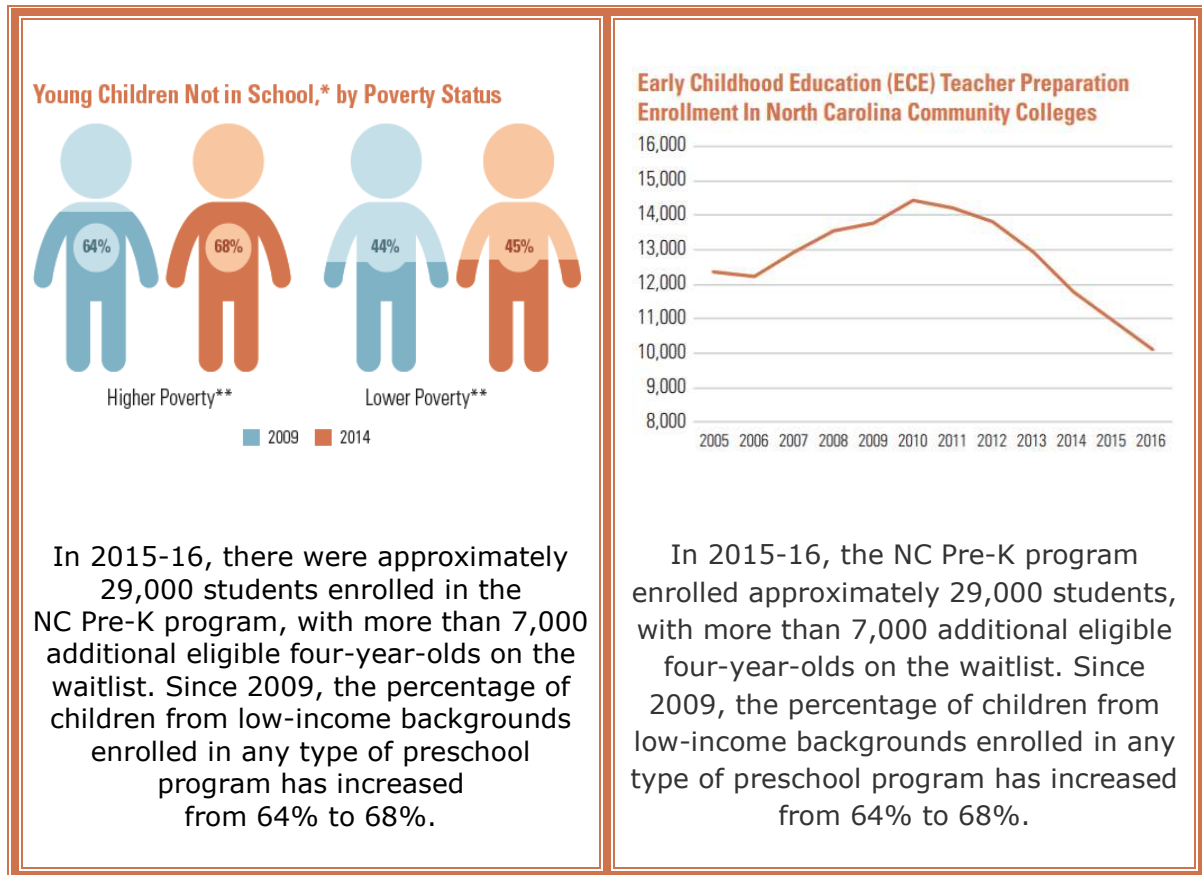 Young Children Not in School,* by Poverty Status
64%
68%
44%
45%
Higher Poverty**
Lower Poverty**
2009
2014
In 2015-16, there were approximately
29,000 students enrolled in the
NC Pre-K program, with more than 7,000
additional eligible four-year-olds on the
waitlist. Since 2009, the percentage of
children from low-income backgrounds
enrolled in any type of preschool
program has increased
from 64% to 68%.
Early Childhood Education (ECE) Teacher Preparation
Enrollment In North Carolina Community Colleges
16,000
15,000
14,000
13,000
12,000
11,000
10,000
9,000
8,000
2005 2006 2007 2008 2009 2010 2011 2012 2013 2014 2015 2016
In 2015-16, the NC Pre-K program
enrolled approximately 29,000 students,
with more than 7,000 additional eligible
four-year-olds on the waitlist. Since
2009, the percentage of children from
low-income backgrounds enrolled in any
type of preschool program has increased
from 64% to 68%.